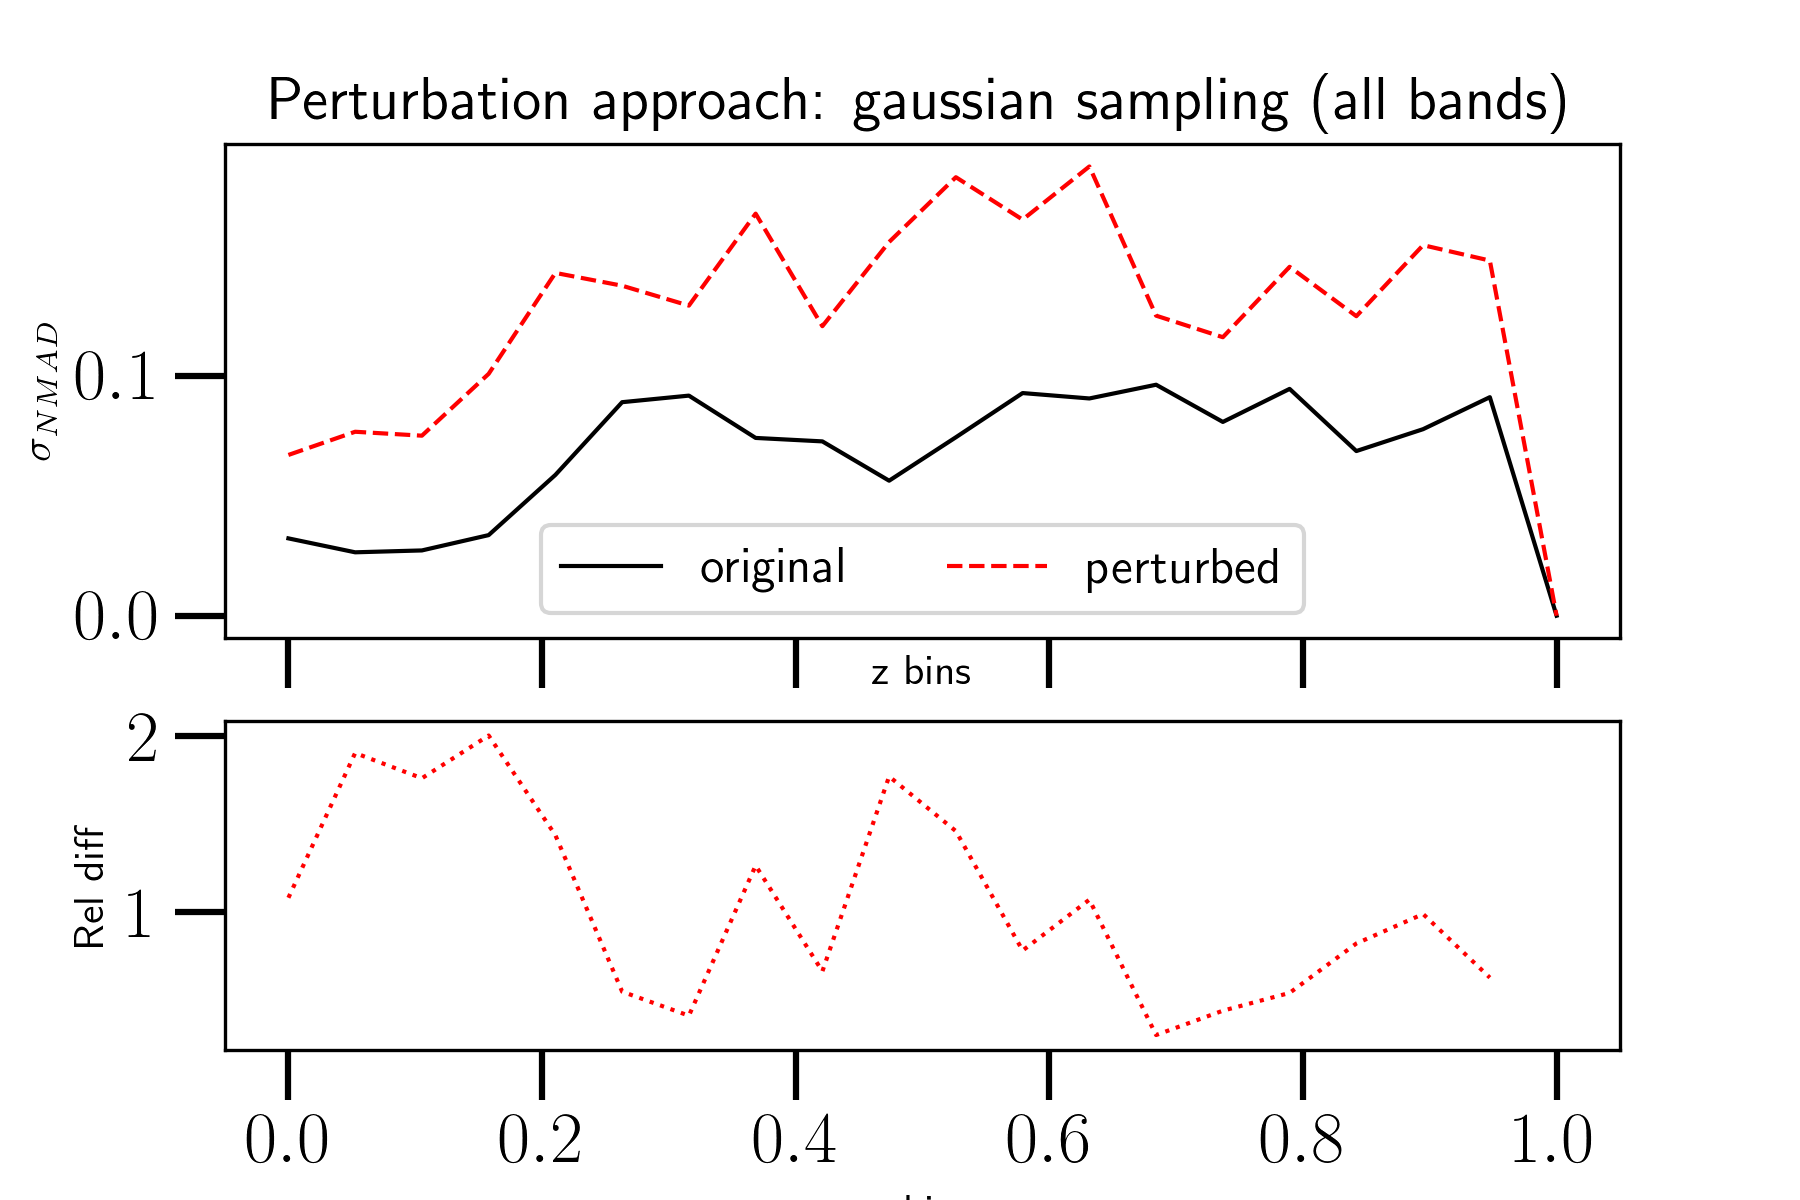 Perturbation approach: gaussian sampling (all bands)
σNMAD
0.1
0.0
original
perturbed
z bins
Rel diff
2
1
0.0 0.2 0.4 0.6 0.8 1.0